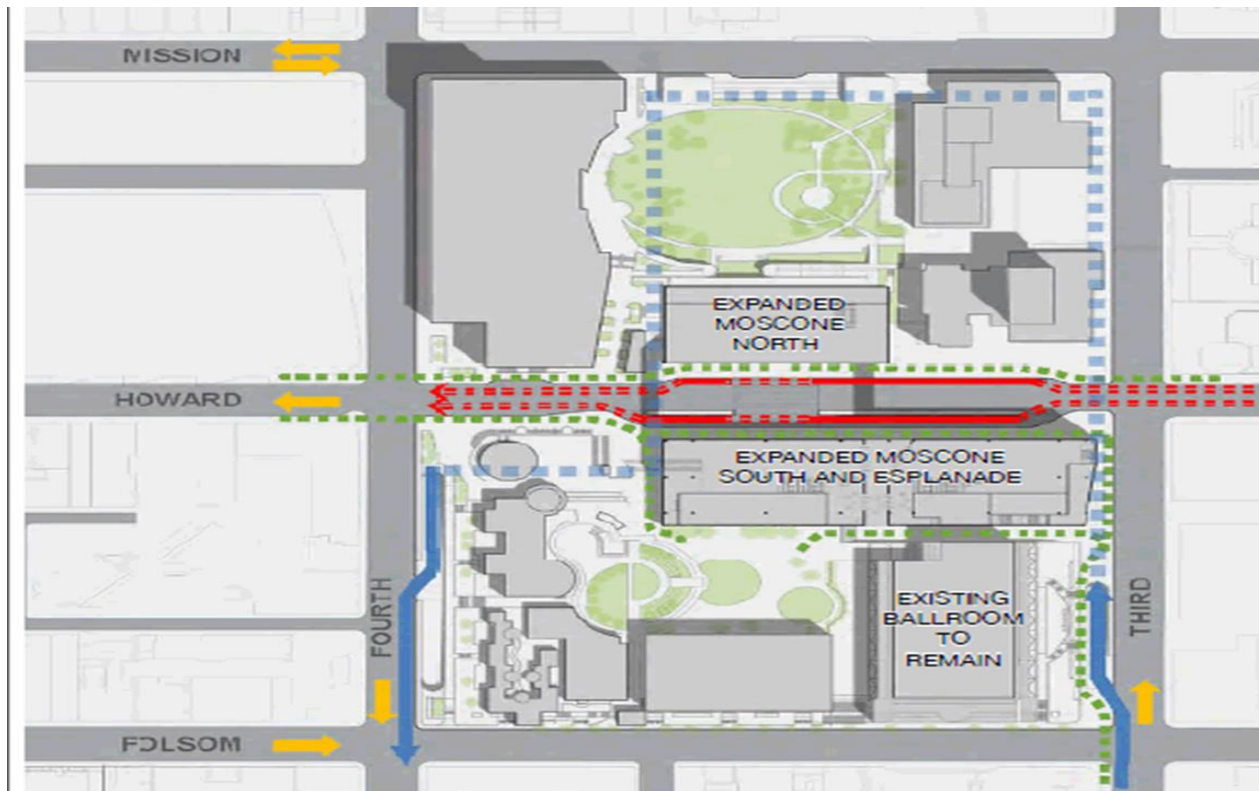 MISSION
EXPANDED
MOSCONE
NORTH
HOWARD
EXPANDED MOSCONE
SOUTH AND ESPLANADE
FOURTH
EXISTING
BALLROOM
TO
REMAIN
THIRD
FOLSOM